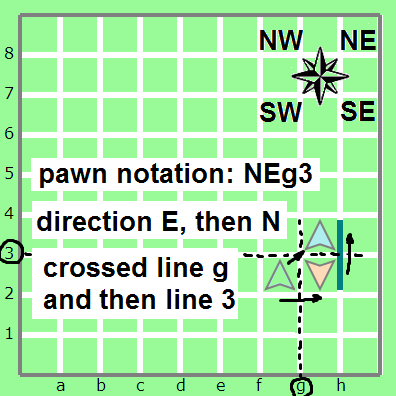 NW NE
8
7
SW SE
6
5
pawn notation: NEg3
4
direction E, then N
3
crossed line g
2
and then line 3
1
a b c d e f g h